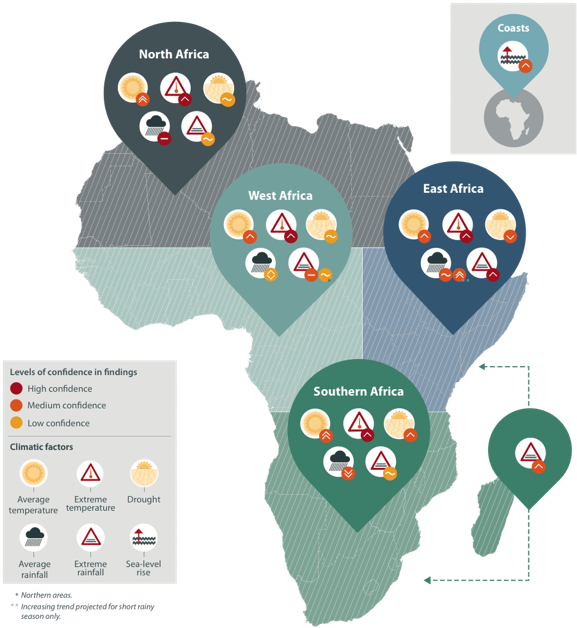 Coasts
North Africa
West Africa
East Africa
Southern Africa
*
**
Levels of confidence in findings
High confidence
Medium confidence
Low confidence
Climatic factors
Average
temperature
Extreme
temperature
Drought
Average
rainfall
Extreme
rainfall
Sea-level
rise
* Northern areas.
** Increasing trend projected for short rainy
season only.